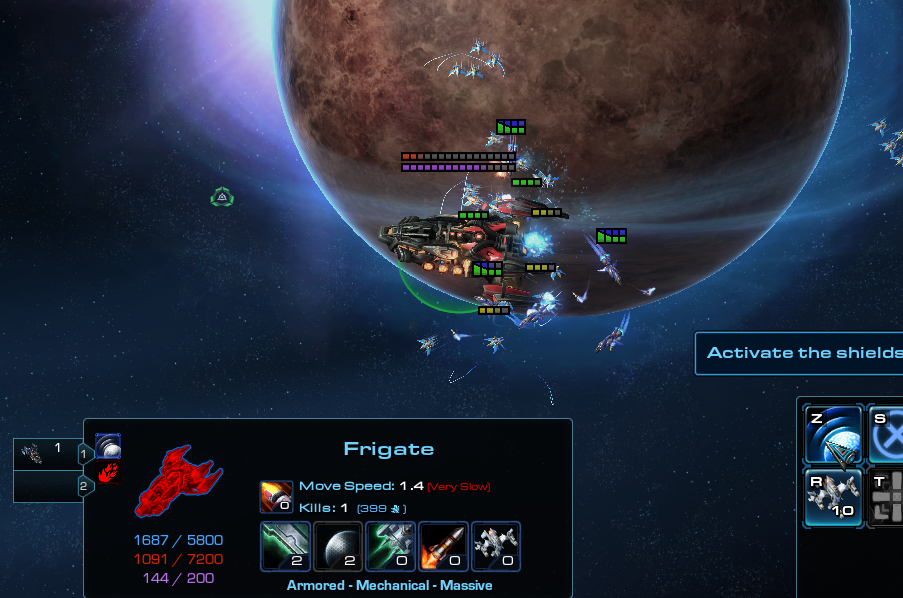 Activate the shields
Z
S
R
T
10
1
1
2
Frigate
0
Move Speed: 1.4 (Very Slow)
Kills: 1 (399)
1687 / 5800
1091 / 7200
144 / 200
2
2
0
0
0
Armored - Mechanical - Massive